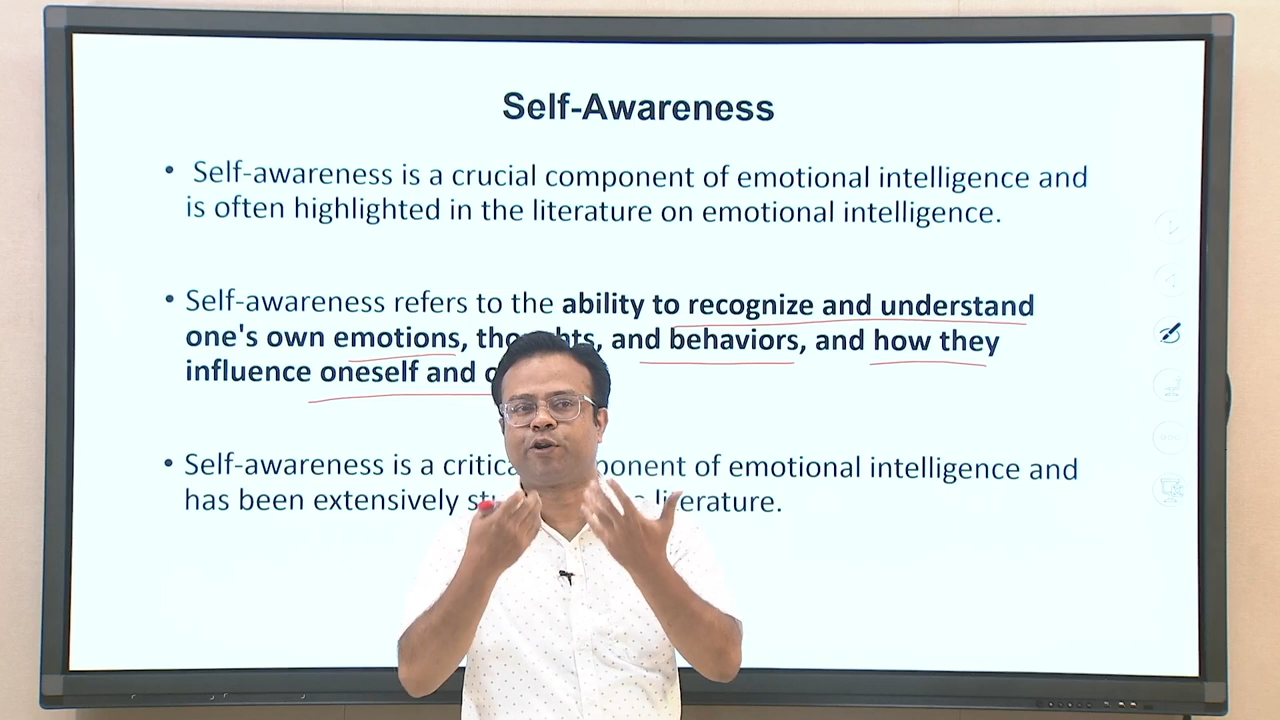 Self-Awareness
• Self-awareness is a crucial component of emotional intelligence and
is often highlighted in the literature on emotional intelligence.
• Self-awareness refers to the ability to recognize and understand
one's own emotions, and behaviors, and how they
influence oneself and
• Self-awareness is a of emotional intelligence and
has been extensively literature.